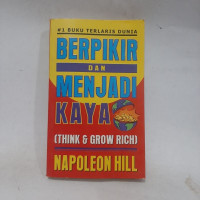 #1 BUKU TERLARIS DUNIA
BERPIKIR
DAN
MENJADI
KAYA
(THINK & GROW RICH)
NAPOLEON HILL